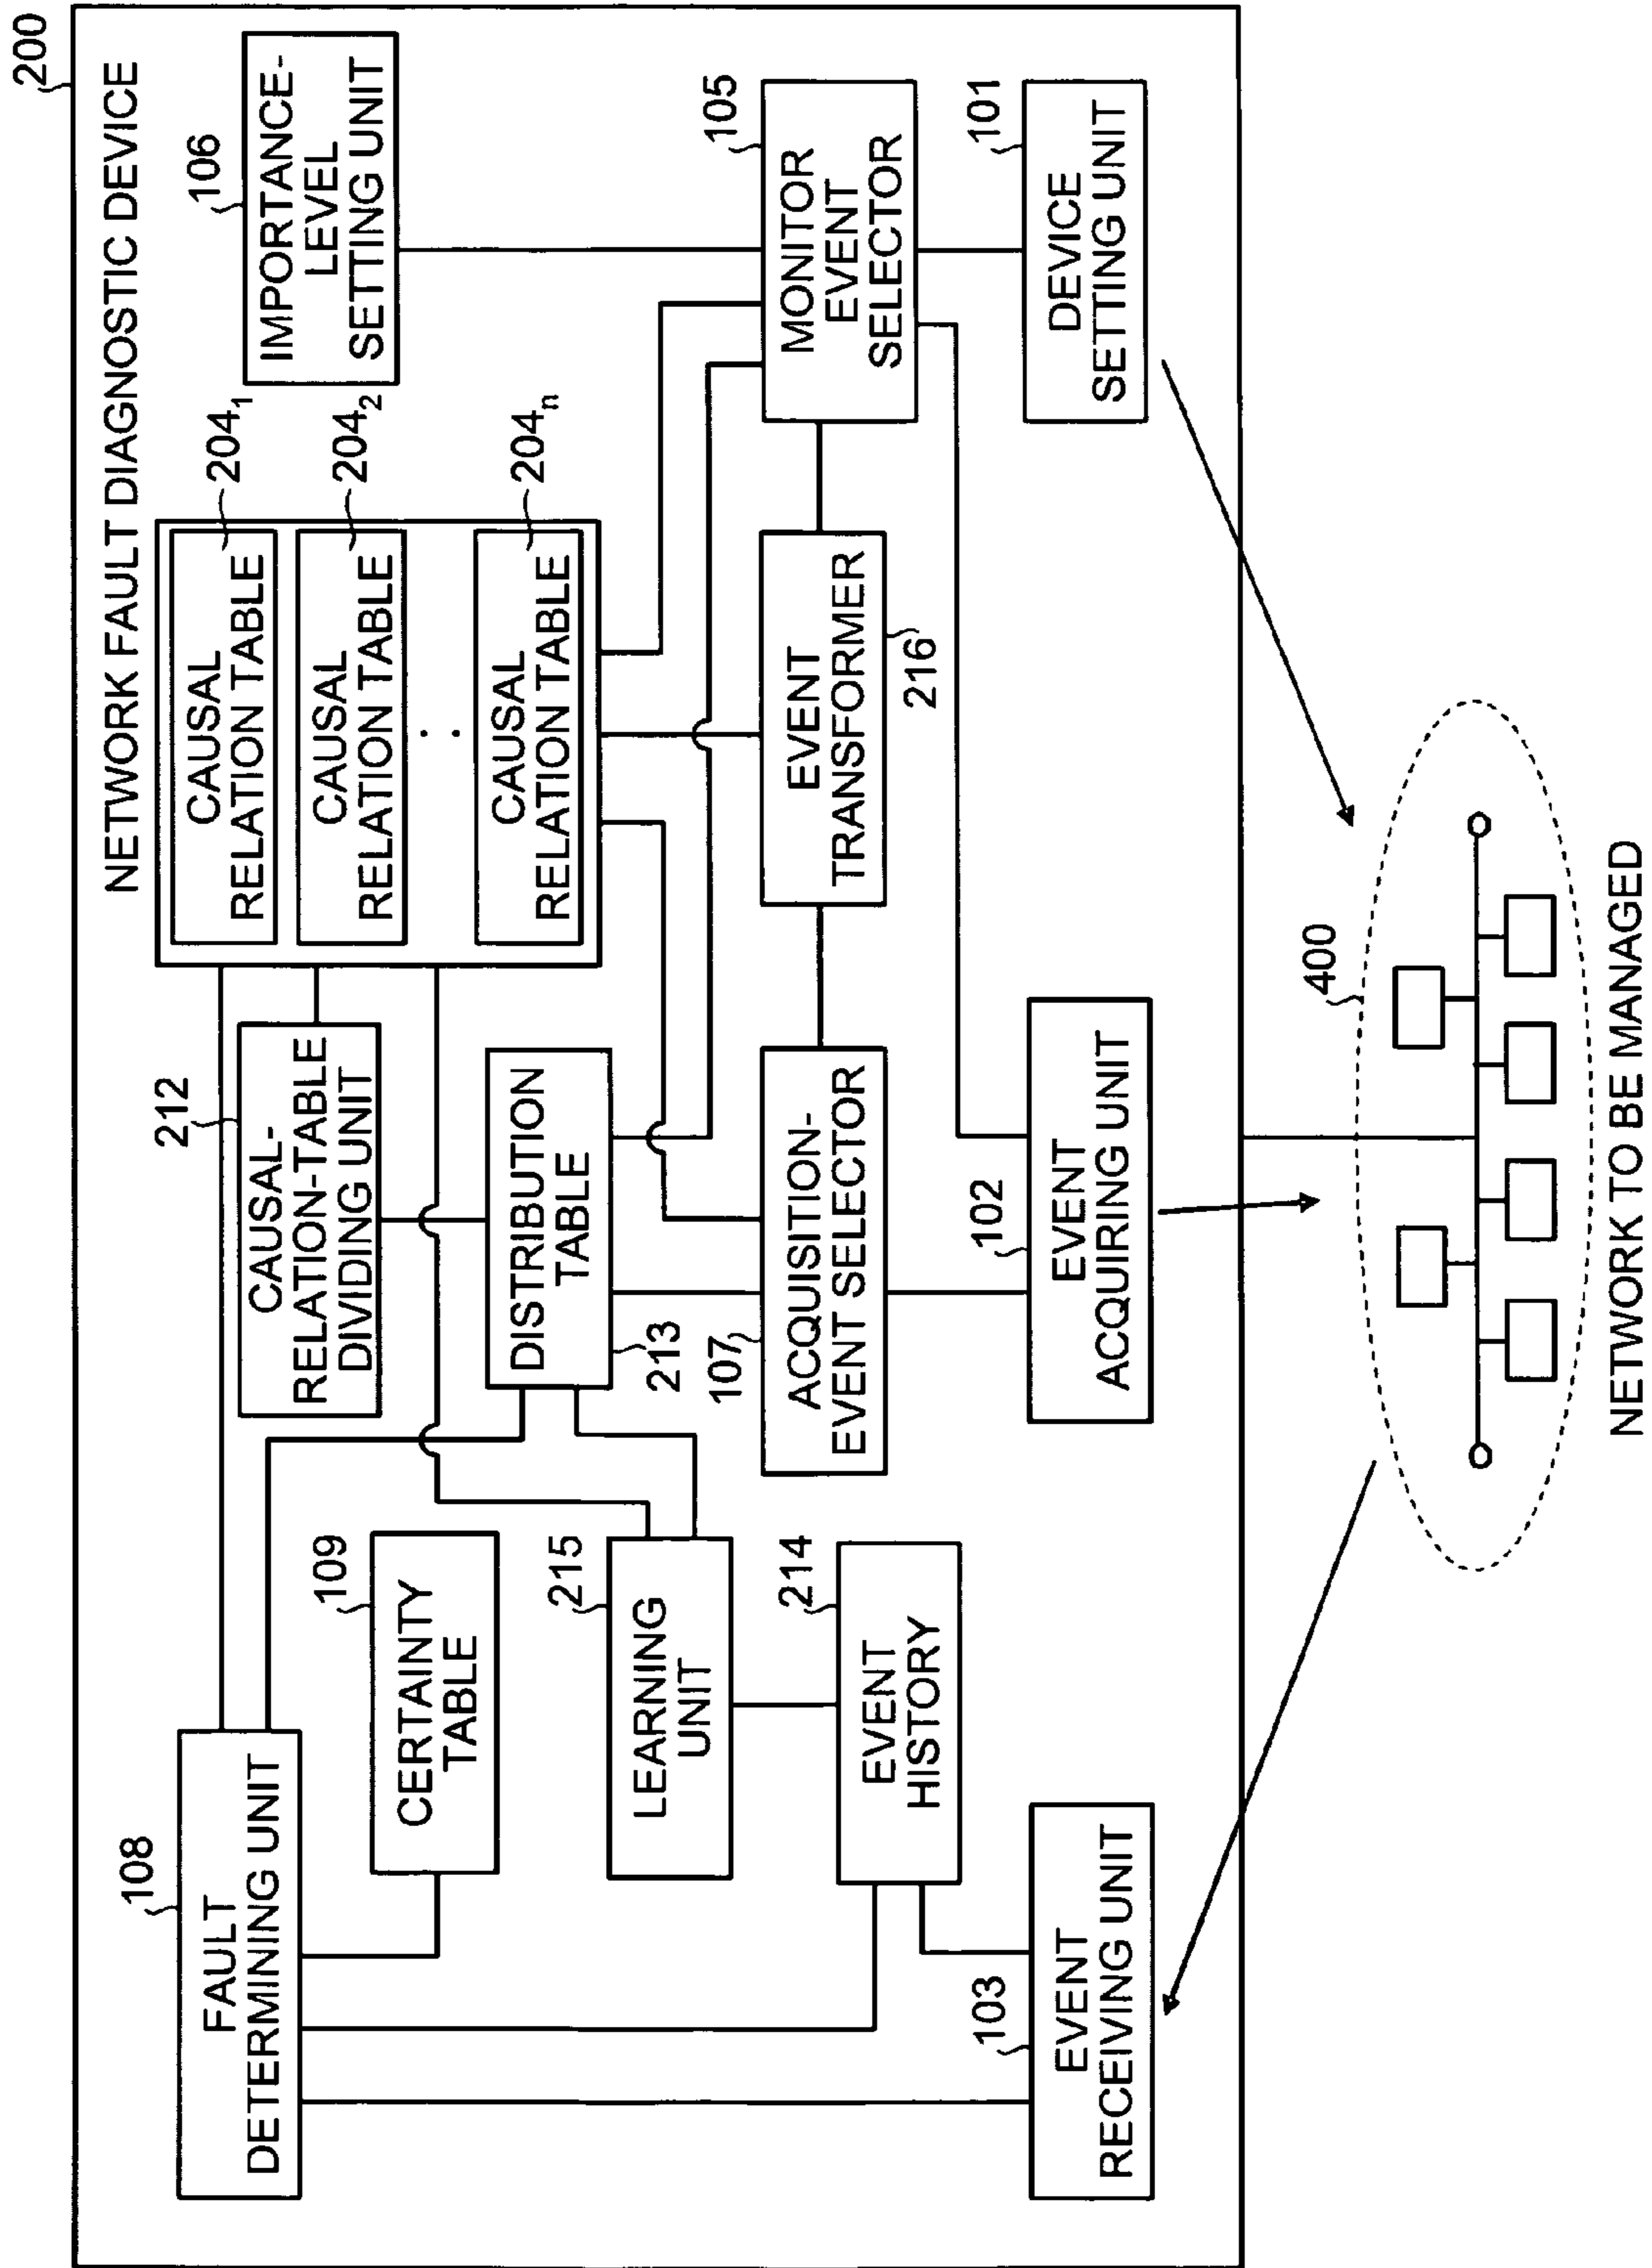 200
NETWORK FAULT DIAGNOSTIC DEVICE
108
FAULT
DETERMINING UNIT
109
CERTAINTY
TABLE
215
LEARNING
UNIT
214
EVENT
HISTORY
103
EVENT
RECEIVING UNIT
212
CAUSAL-
RELATION-TABLE
DIVIDING UNIT
DISTRIBUTION
TABLE
213
107
ACQUISITION-
EVENT SELECTOR
102
EVENT
ACQUIRING UNIT
CAUSAL
RELATION TABLE
204₁
CAUSAL
RELATION TABLE
204₂
. .
CAUSAL
RELATION TABLE
204ₙ
EVENT
TRANSFORMER
216
106
IMPORTANCE-
LEVEL
SETTING UNIT
105
MONITOR
EVENT
SELECTOR
101
DEVICE
SETTING UNIT
400
NETWORK TO BE MANAGED